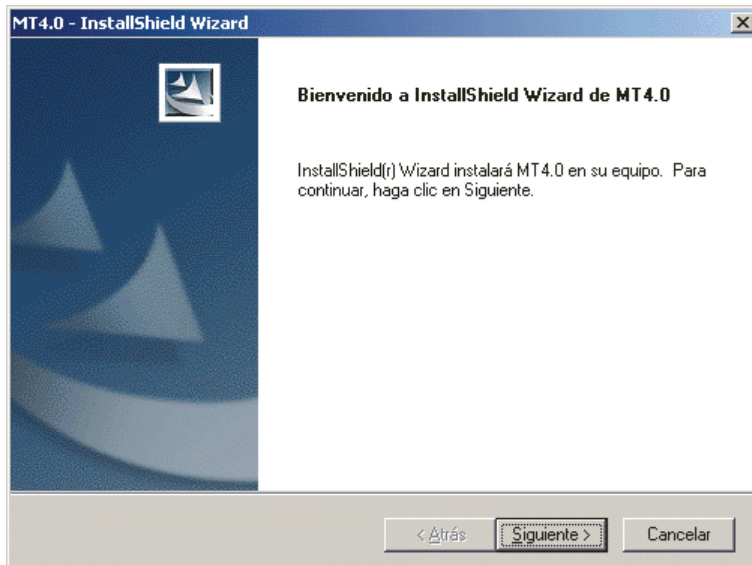 MT4.0 - InstallShield Wizard
Bienvenido a InstallShield Wizard de MT4.0
InstallShield(r) Wizard instalará MT4.0 en su equipo. Para
continuar, haga clic en Siguiente.
< Atrás
Siguiente >
Cancelar